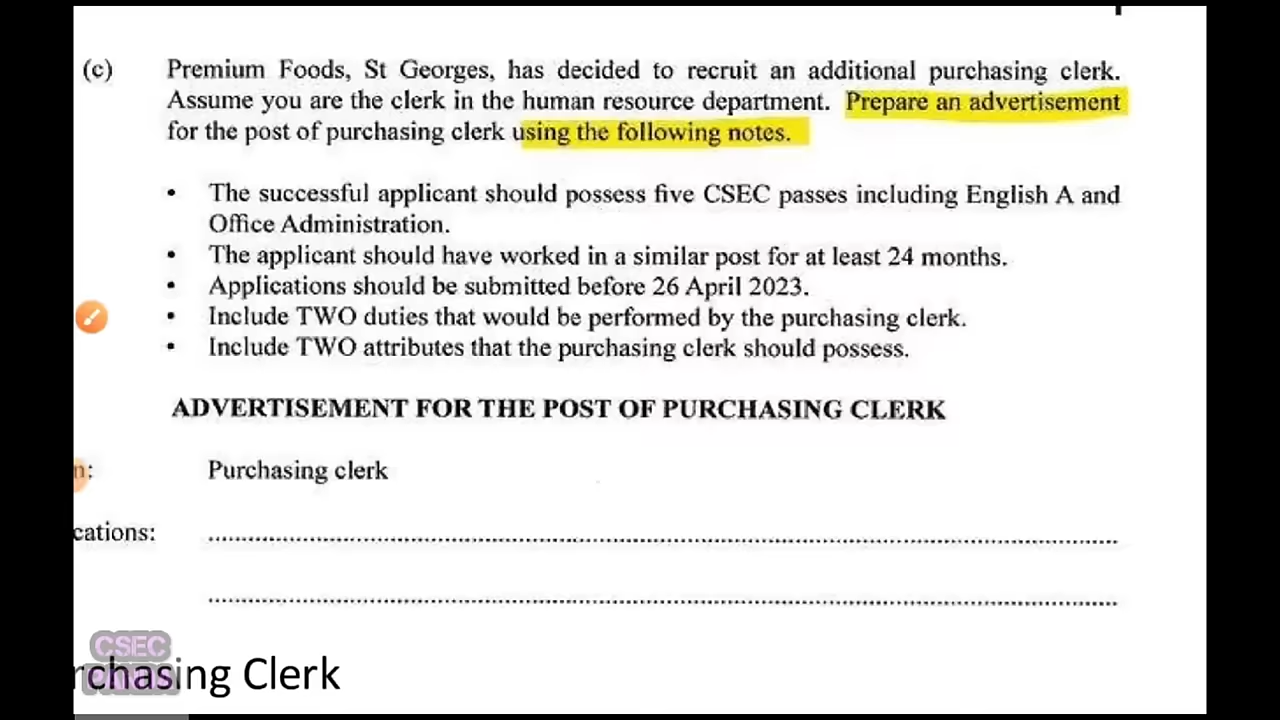 (c) Premium Foods, St Georges, has decided to recruit an additional purchasing clerk.
Assume you are the clerk in the human resource department. Prepare an advertisement
for the post of purchasing clerk using the following notes.
• The successful applicant should possess five CSEC passes including English A and
Office Administration.
• The applicant should have worked in a similar post for at least 24 months.
• Applications should be submitted before 26 April 2023.
• Include TWO duties that would be performed by the purchasing clerk.
• Include TWO attributes that the purchasing clerk should possess.
ADVERTISEMENT FOR THE POST OF PURCHASING CLERK
n: Purchasing clerk
cations:
CSEC
rchasing Clerk